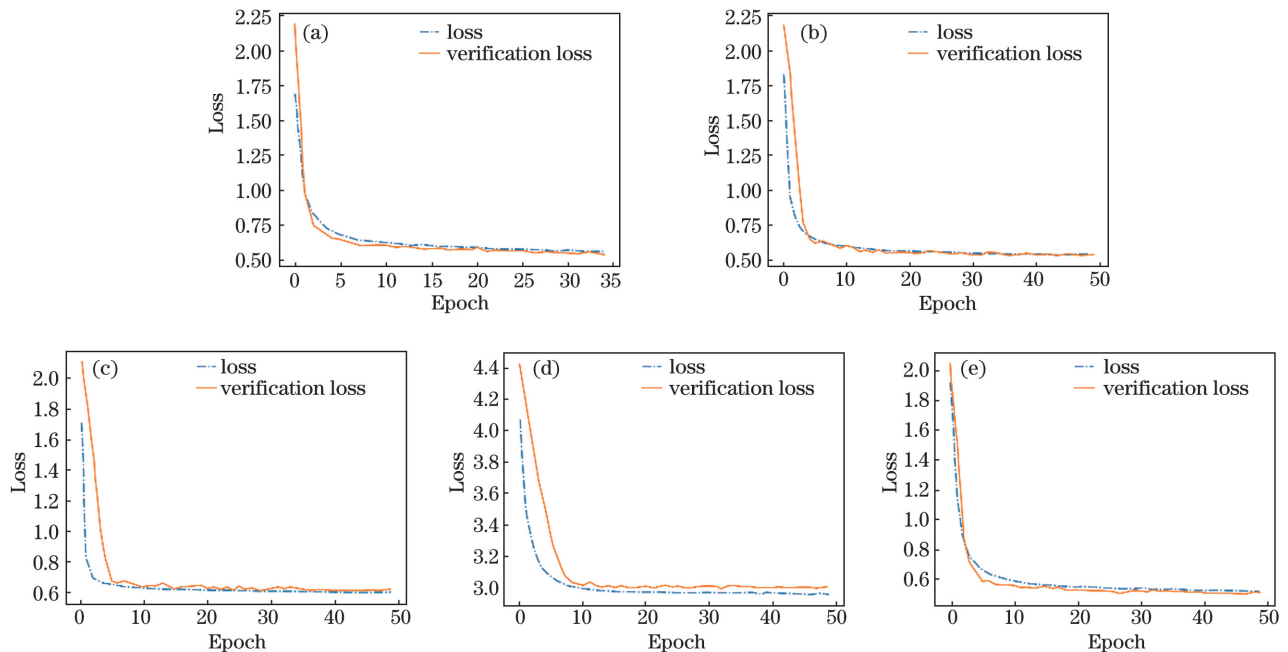 (a)
loss
verification loss
2.25
2.00
1.75
1.50
1.25
1.00
0.75
0.50
Loss
0 5 10 15 20 25 30 35
Epoch
(b)
loss
verification loss
2.25
2.00
1.75
1.50
1.25
1.00
0.75
0.50
Loss
0 10 20 30 40 50
Epoch
(c)
loss
verification loss
2.0
1.8
1.6
1.4
1.2
1.0
0.8
0.6
Loss
0 10 20 30 40 50
Epoch
(d)
loss
verification loss
4.4
4.2
4.0
3.8
3.6
3.4
3.2
3.0
Loss
0 10 20 30 40 50
Epoch
(e)
loss
verification loss
2.0
1.8
1.6
1.4
1.2
1.0
0.8
0.6
Loss
0 10 20 30 40 50
Epoch